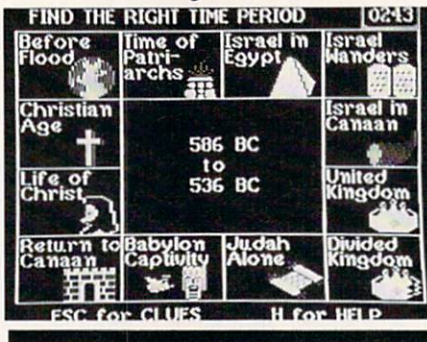 FIND THE RIGHT TIME PERIOD 0243
Before
Flood
Time of
Patri-
archs
Israel in
Egypt
Israel
Wanders
Christian
Age
586 BC
to
536 BC
Israel in
Canaan
Life of
Christ
United
Kingdom
Return to
Canaan
Babylon
Captivity
Judah
Alone
Divided
Kingdom
ESC for CLUES H for HELP